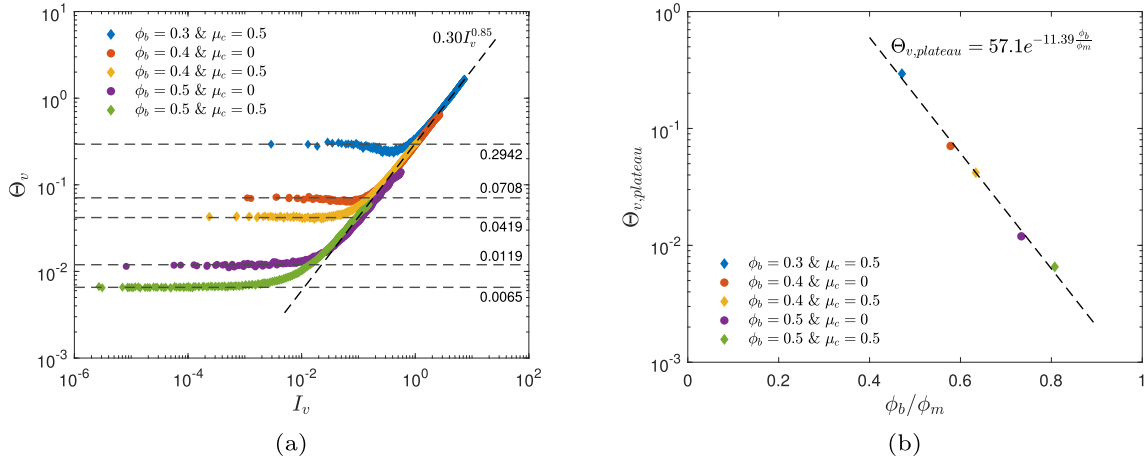 10^1
10^0
10^{-1}
10^{-2}
10^{-3}
Θ_v
ϕ_b = 0.3 & μ_c = 0.5
ϕ_b = 0.4 & μ_c = 0
ϕ_b = 0.4 & μ_c = 0.5
ϕ_b = 0.5 & μ_c = 0
ϕ_b = 0.5 & μ_c = 0.5
0.30I_v^{0.85}
0.2942
0.0708
0.0419
0.0119
0.0065
10^{-6} 10^{-4} 10^{-2} 10^0 10^2
I_v
(a)
10^0
10^{-1}
10^{-2}
10^{-3}
Θ_{v,plateau}
Θ_{v,plateau} = 57.1e^{-11.39\frac{ϕ_b}{ϕ_m}}
ϕ_b = 0.3 & μ_c = 0.5
ϕ_b = 0.4 & μ_c = 0
ϕ_b = 0.4 & μ_c = 0.5
ϕ_b = 0.5 & μ_c = 0
ϕ_b = 0.5 & μ_c = 0.5
0 0.2 0.4 0.6 0.8 1
ϕ_b/ϕ_m
(b)